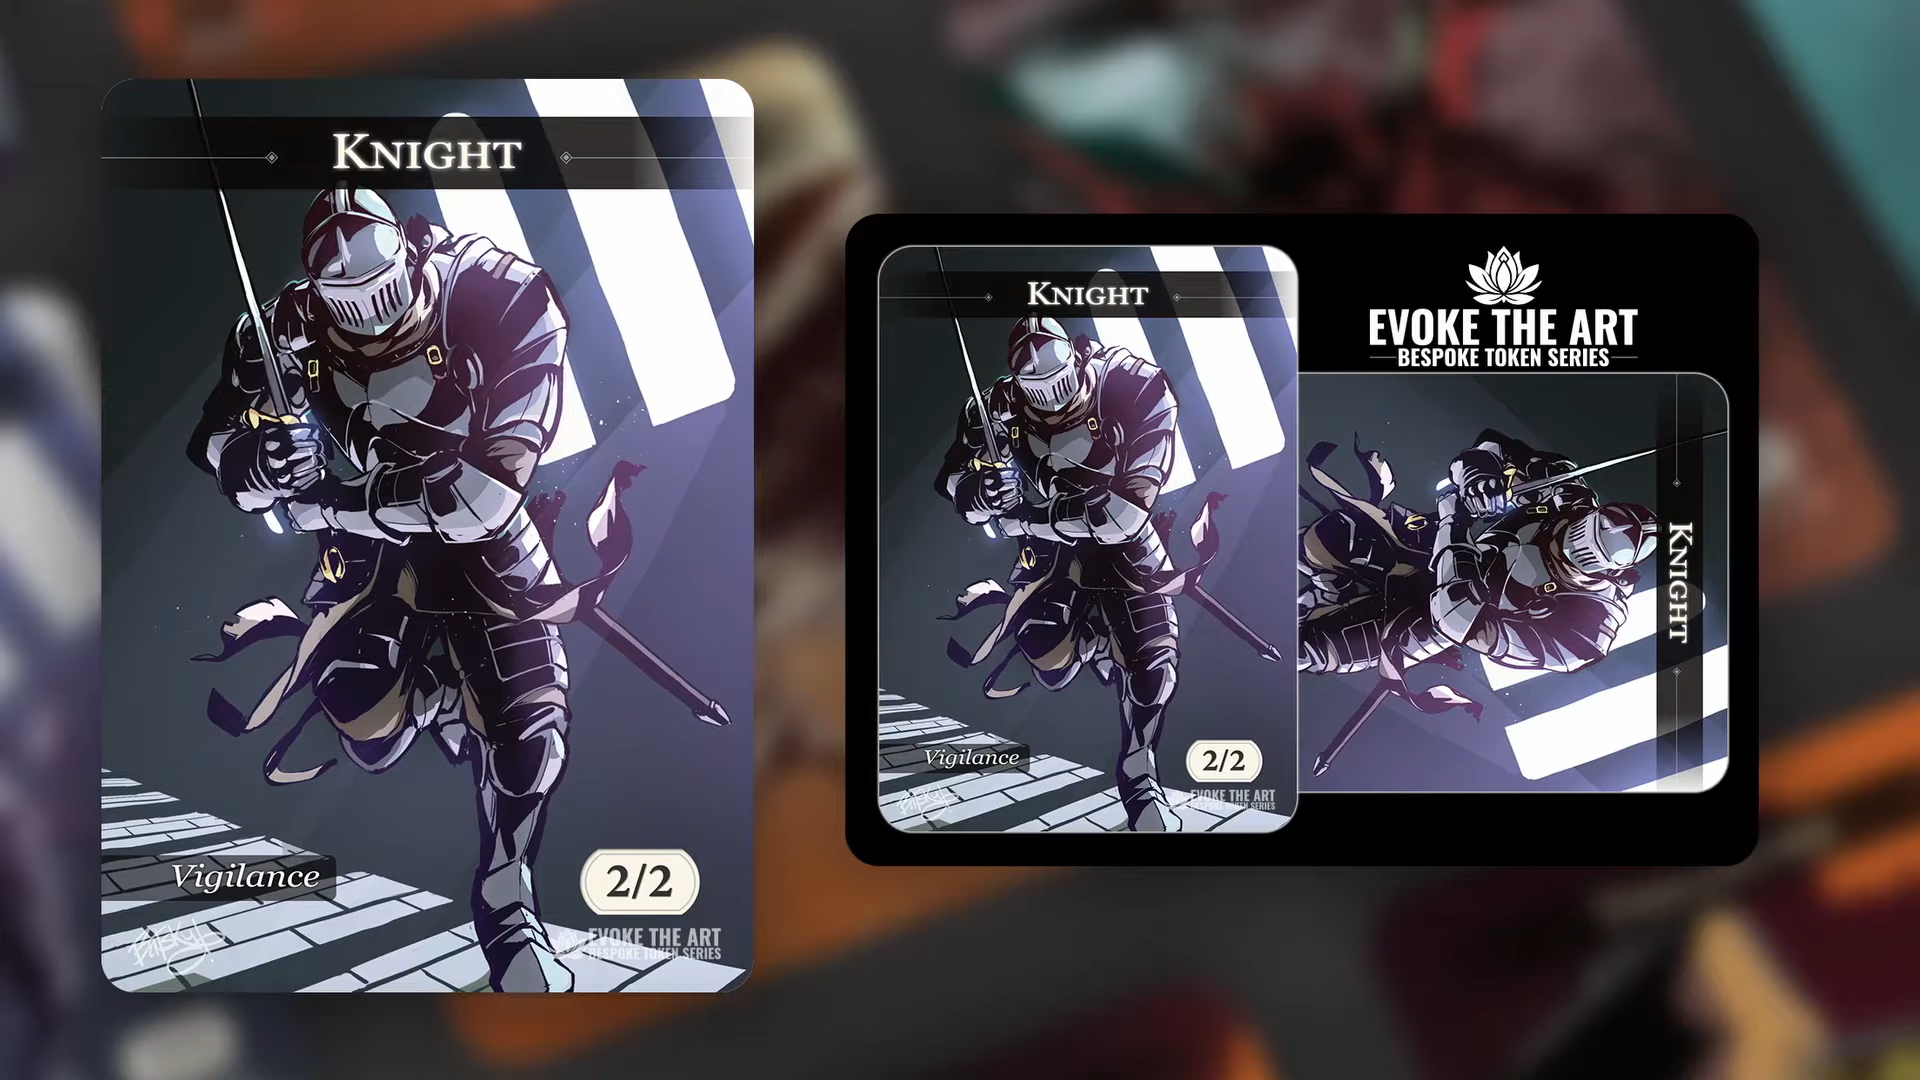 Knight
Vigilance
2/2
EVOKE THE ART
BESPOKE TOKEN SERIES
Knight
Vigilance
2/2
EVOKE THE ART
BESPOKE TOKEN SERIES
EVOKE THE ART
BESPOKE TOKEN SERIES
Knight